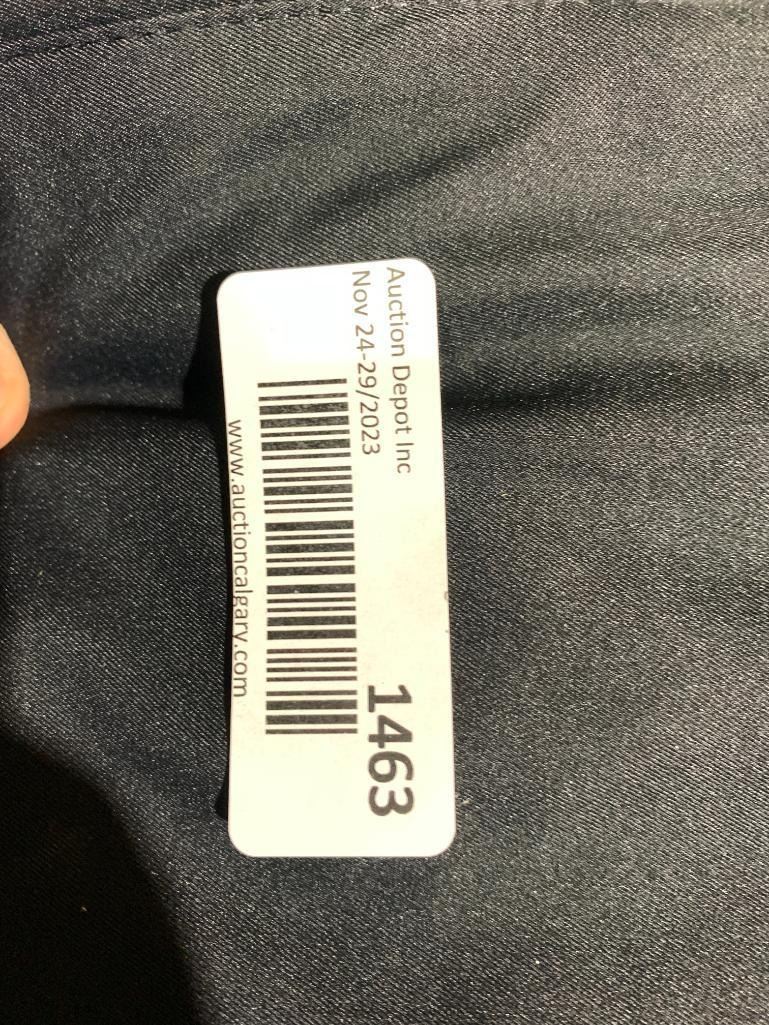 Auction Depot Inc
Nov 24-29/2023
1463
www.auctioncalgary.com